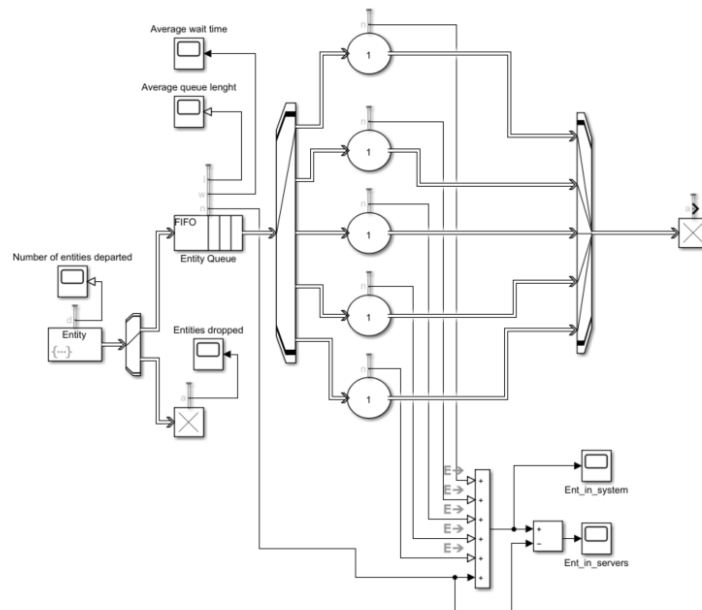 Average wait time
n
1
Average queue lenght
n
1
l
w
n
n
FIFO
1
Entity Queue
a
Number of entities departed
n
1
d
Entity
{···}
Entities dropped
n
a
1
E
+
E
+
E
+
Ent_in_system
E
+
+
E
+
−
+
Ent_in_servers